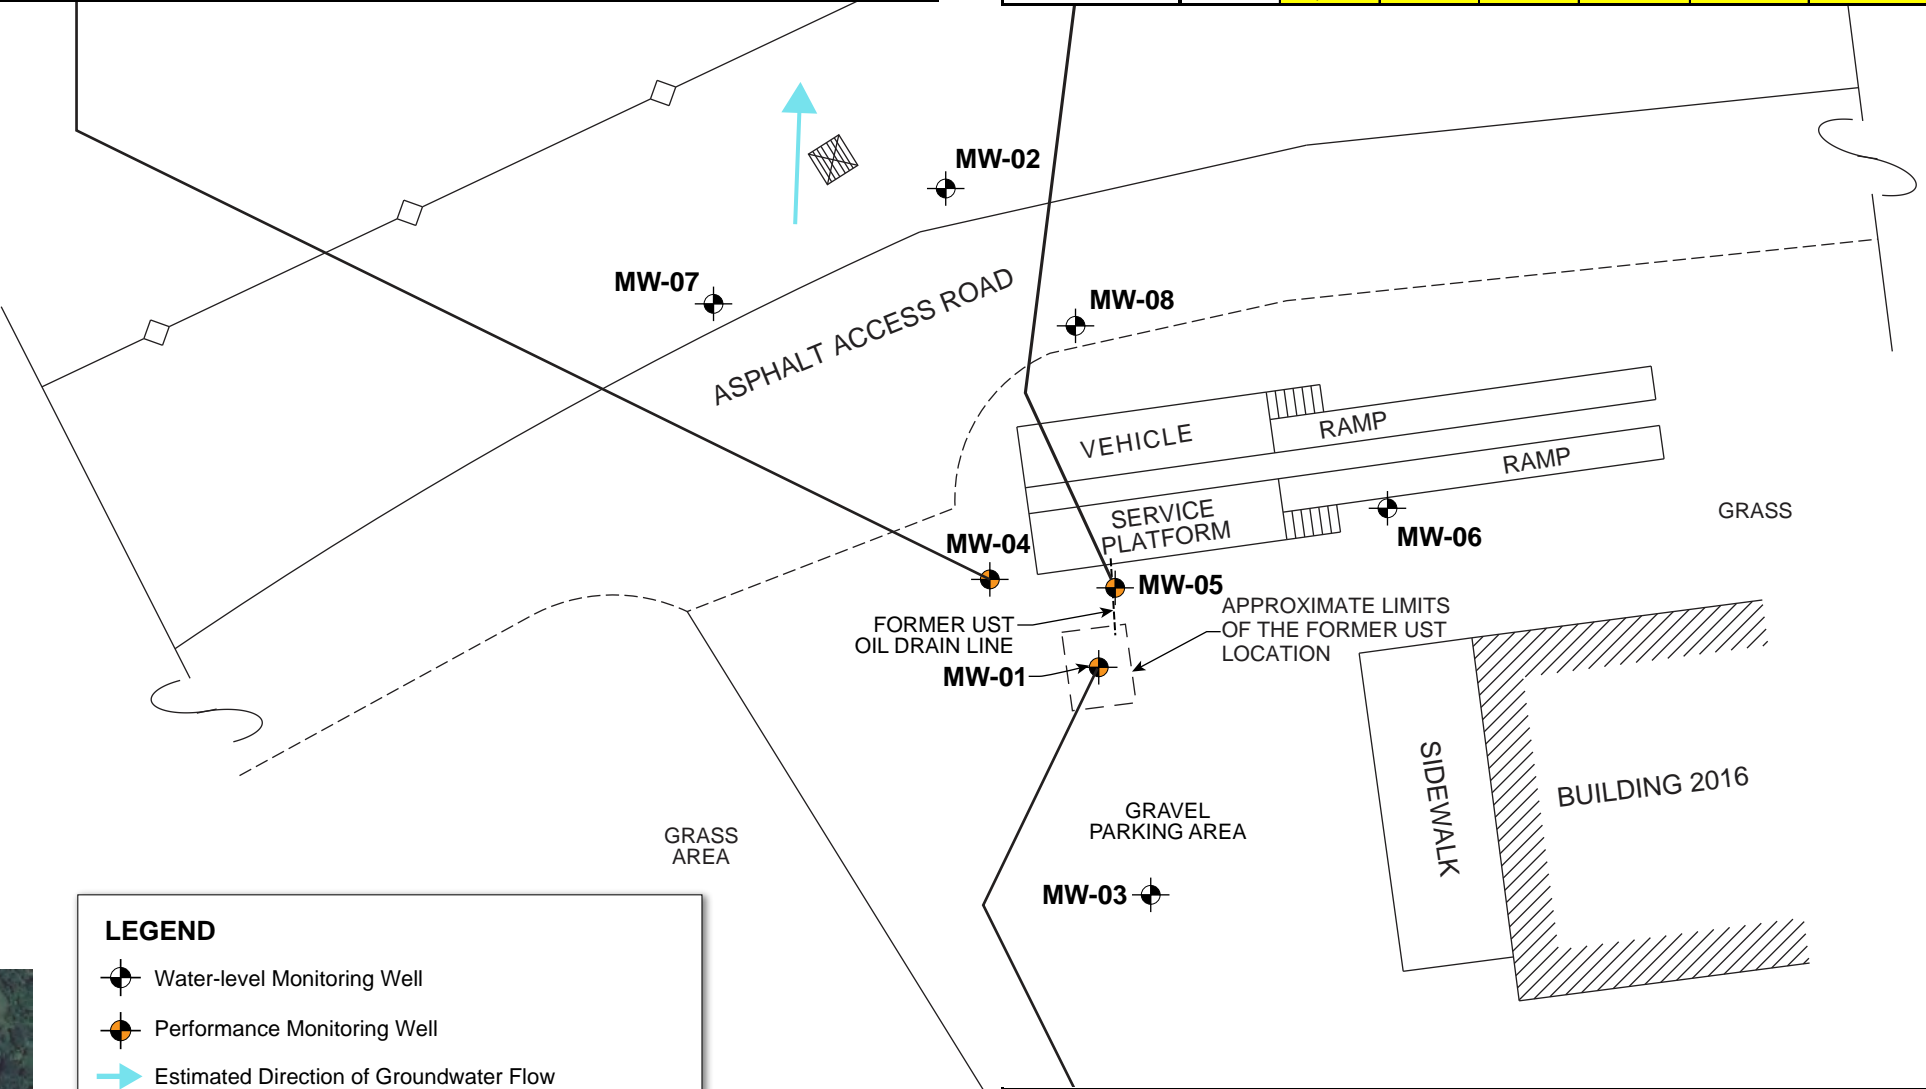 MW-02
MW-07
MW-08
ASPHALT ACCESS ROAD
VEHICLE
RAMP
RAMP
SERVICE
PLATFORM
GRASS
MW-06
MW-04
MW-05
FORMER UST
OIL DRAIN LINE
APPROXIMATE LIMITS
OF THE FORMER UST
LOCATION
MW-01
SIDEWALK
BUILDING 2016
GRAVEL
PARKING AREA
GRASS
AREA
MW-03
LEGEND
Water-level Monitoring Well
Performance Monitoring Well
Estimated Direction of Groundwater Flow